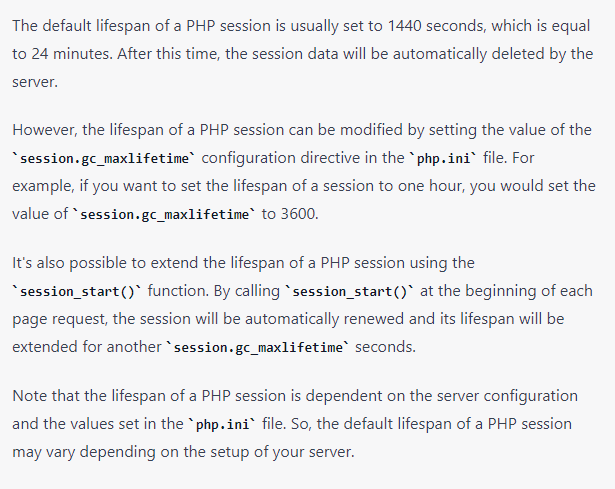 The default lifespan of a PHP session is usually set to 1440 seconds, which is equal
to 24 minutes. After this time, the session data will be automatically deleted by the
server.
However, the lifespan of a PHP session can be modified by setting the value of the
`session.gc_maxlifetime` configuration directive in the `php.ini` file. For
example, if you want to set the lifespan of a session to one hour, you would set the
value of `session.gc_maxlifetime` to 3600.
It's also possible to extend the lifespan of a PHP session using the
`session_start()` function. By calling `session_start()` at the beginning of each
page request, the session will be automatically renewed and its lifespan will be
extended for another `session.gc_maxlifetime` seconds.
Note that the lifespan of a PHP session is dependent on the server configuration
and the values set in the `php.ini` file. So, the default lifespan of a PHP session
may vary depending on the setup of your server.